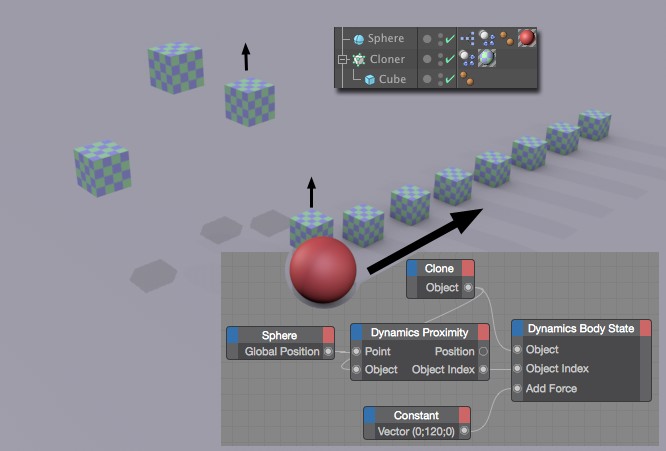 Sphere
Cloner
Cube
Clone
Object
Sphere
Global Position
Dynamics Proximity
Point Position
Object Object Index
Dynamics Body State
Object
Object Index
Add Force
Constant
Vector (0;120;0)